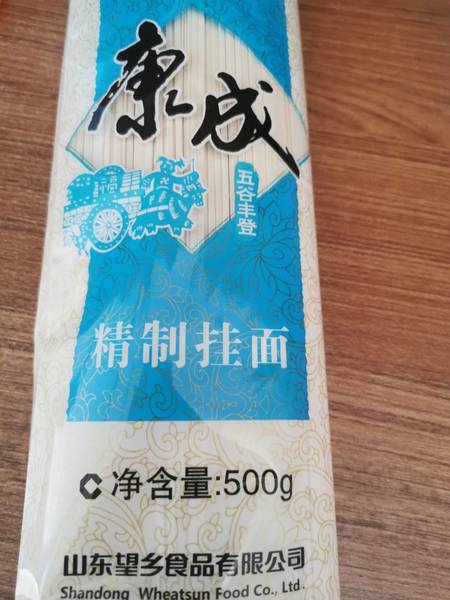 康成
五谷丰登
精制挂面
净含量:500g
山东望乡食品有限公司
Shandong Wheatsun Food Co., Ltd.